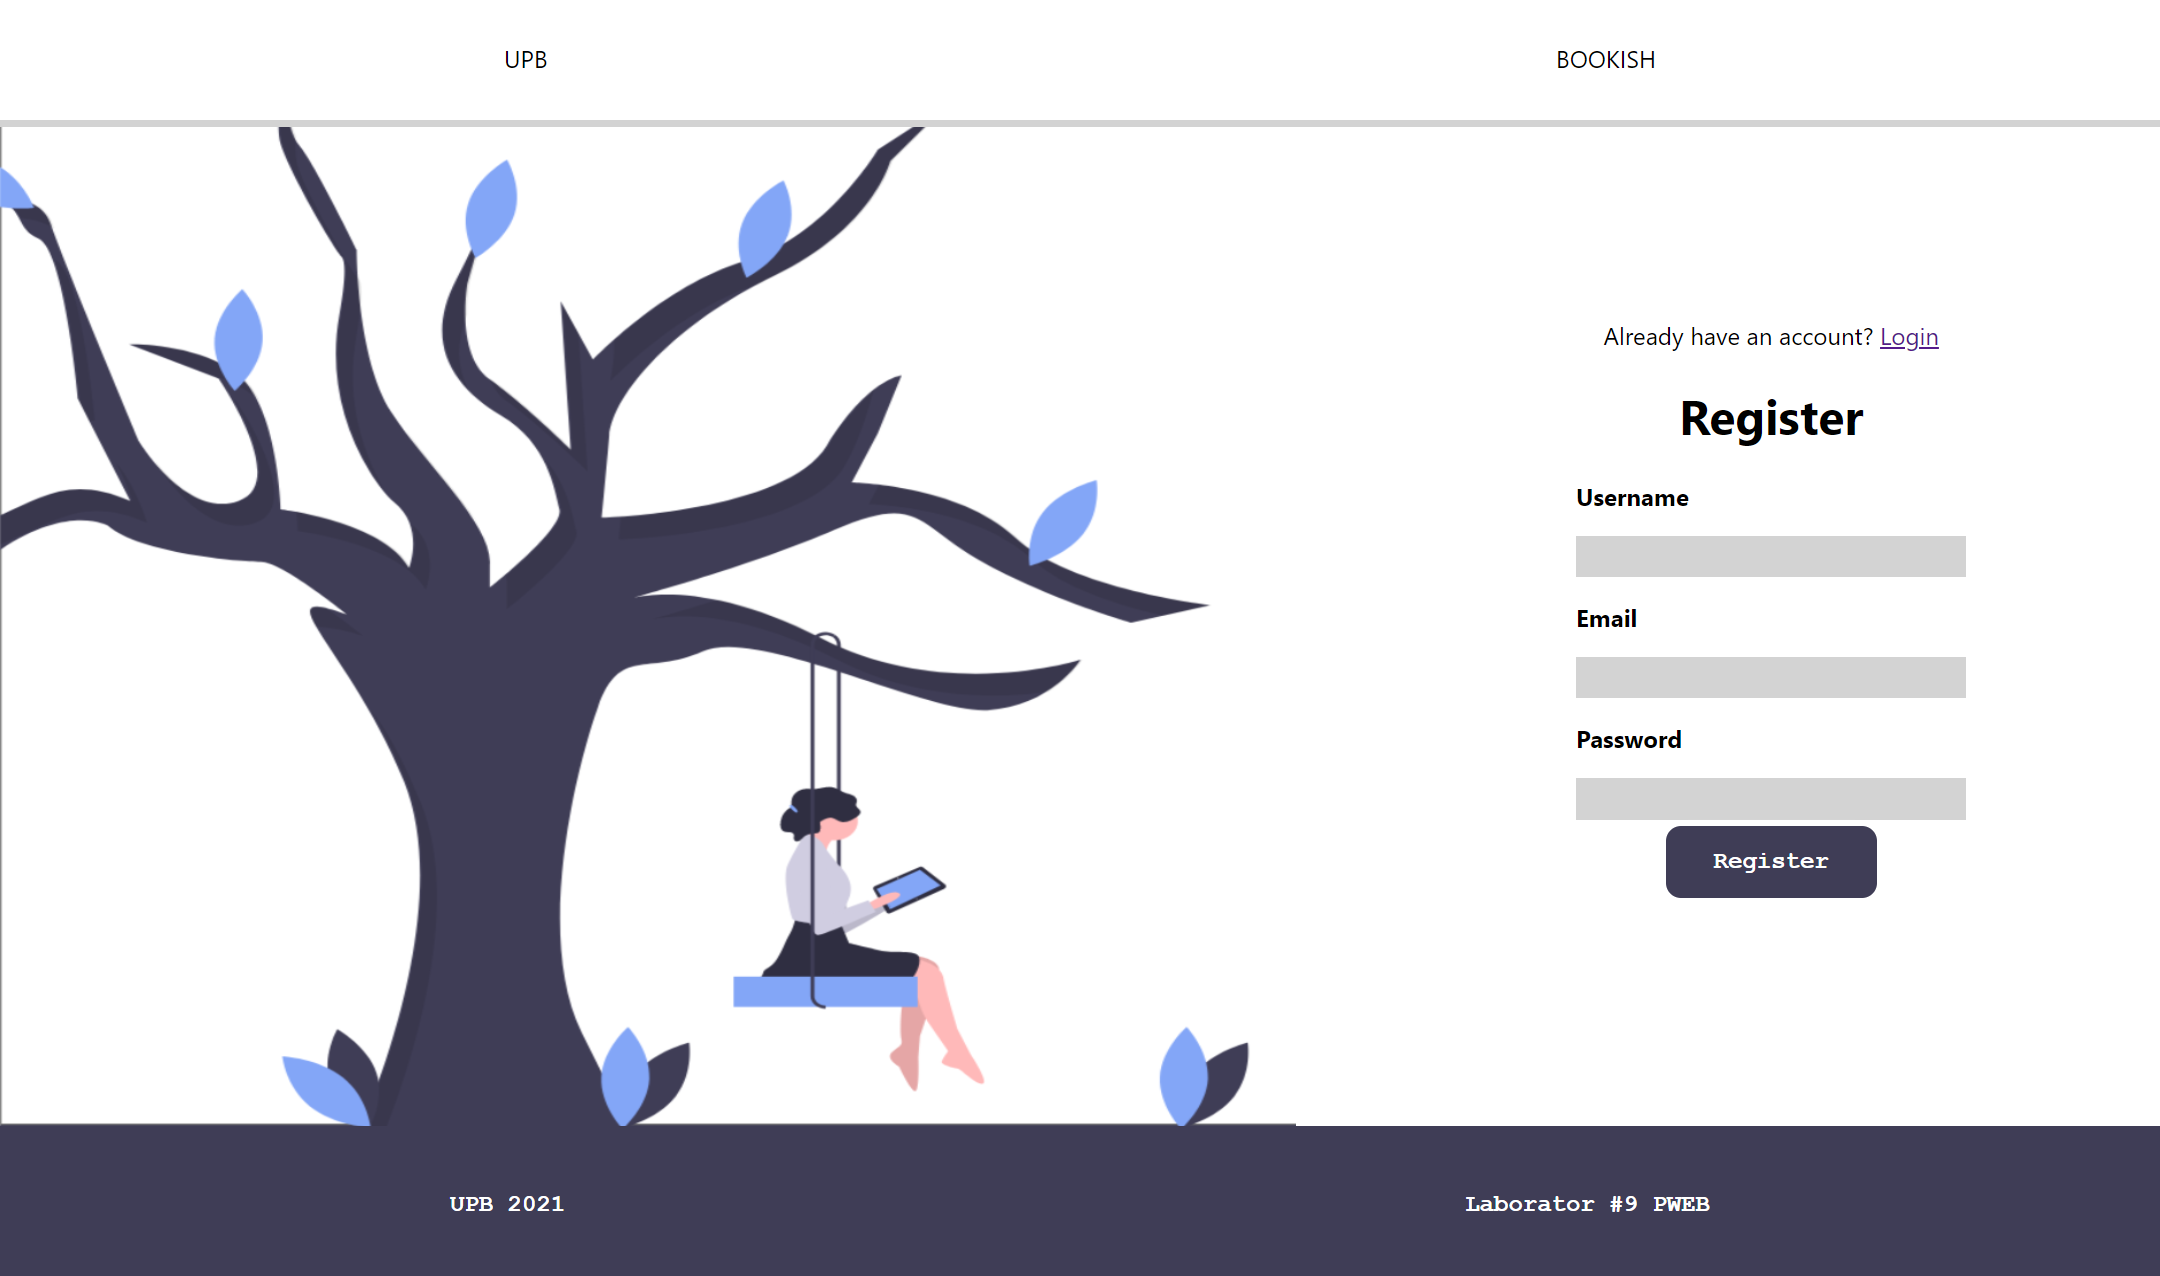 UPB
BOOKISH
Already have an account? Login
Register
Username
Email
Password
Register
UPB 2021
Laborator #9 PWEB